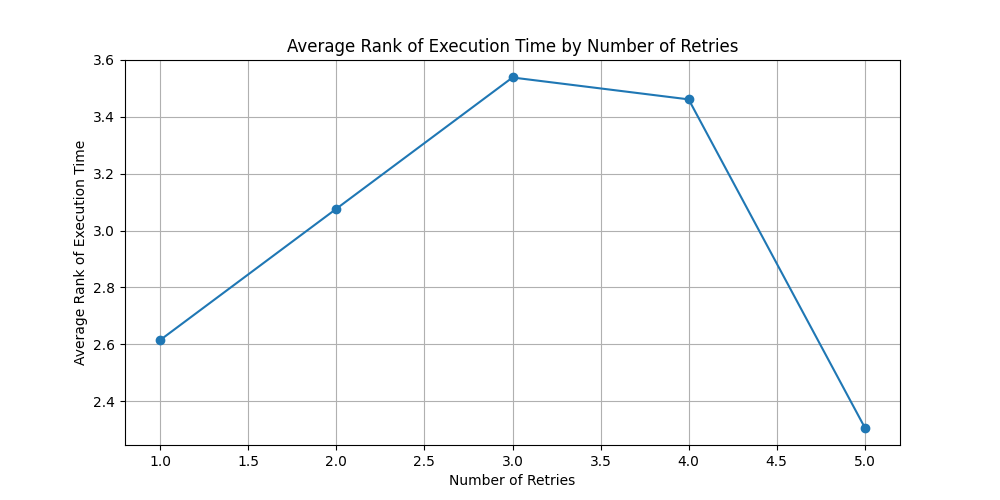 Average Rank of Execution Time by Number of Retries
Average Rank of Execution Time
3.6
3.4
3.2
3.0
2.8
2.6
2.4
1.0 1.5 2.0 2.5 3.0 3.5 4.0 4.5 5.0
Number of Retries